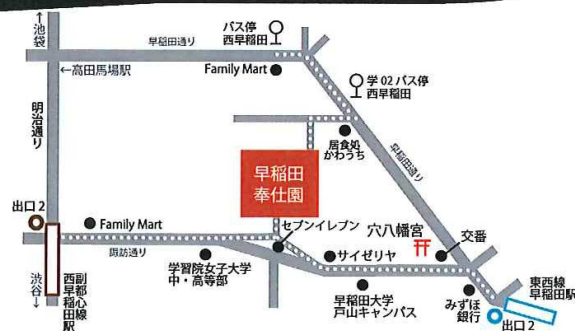 ↑池袋
バス停
西早稲田
早稲田通り
←高田馬場駅
Family Mart
学02 バス停
西早稲田
明治通り
居食処
かわうち
早稲田通り
早稲田
奉仕園
出口2
Family Mart
セブンイレブン
穴八幡宮
交番
諏訪通り
サイゼリヤ
学習院女子大学
中・高等部
東西線
早稲田駅
渋谷↓
副都心線
西早稲田駅
早稲田大学
戸山キャンパス
みずほ
銀行
出口2